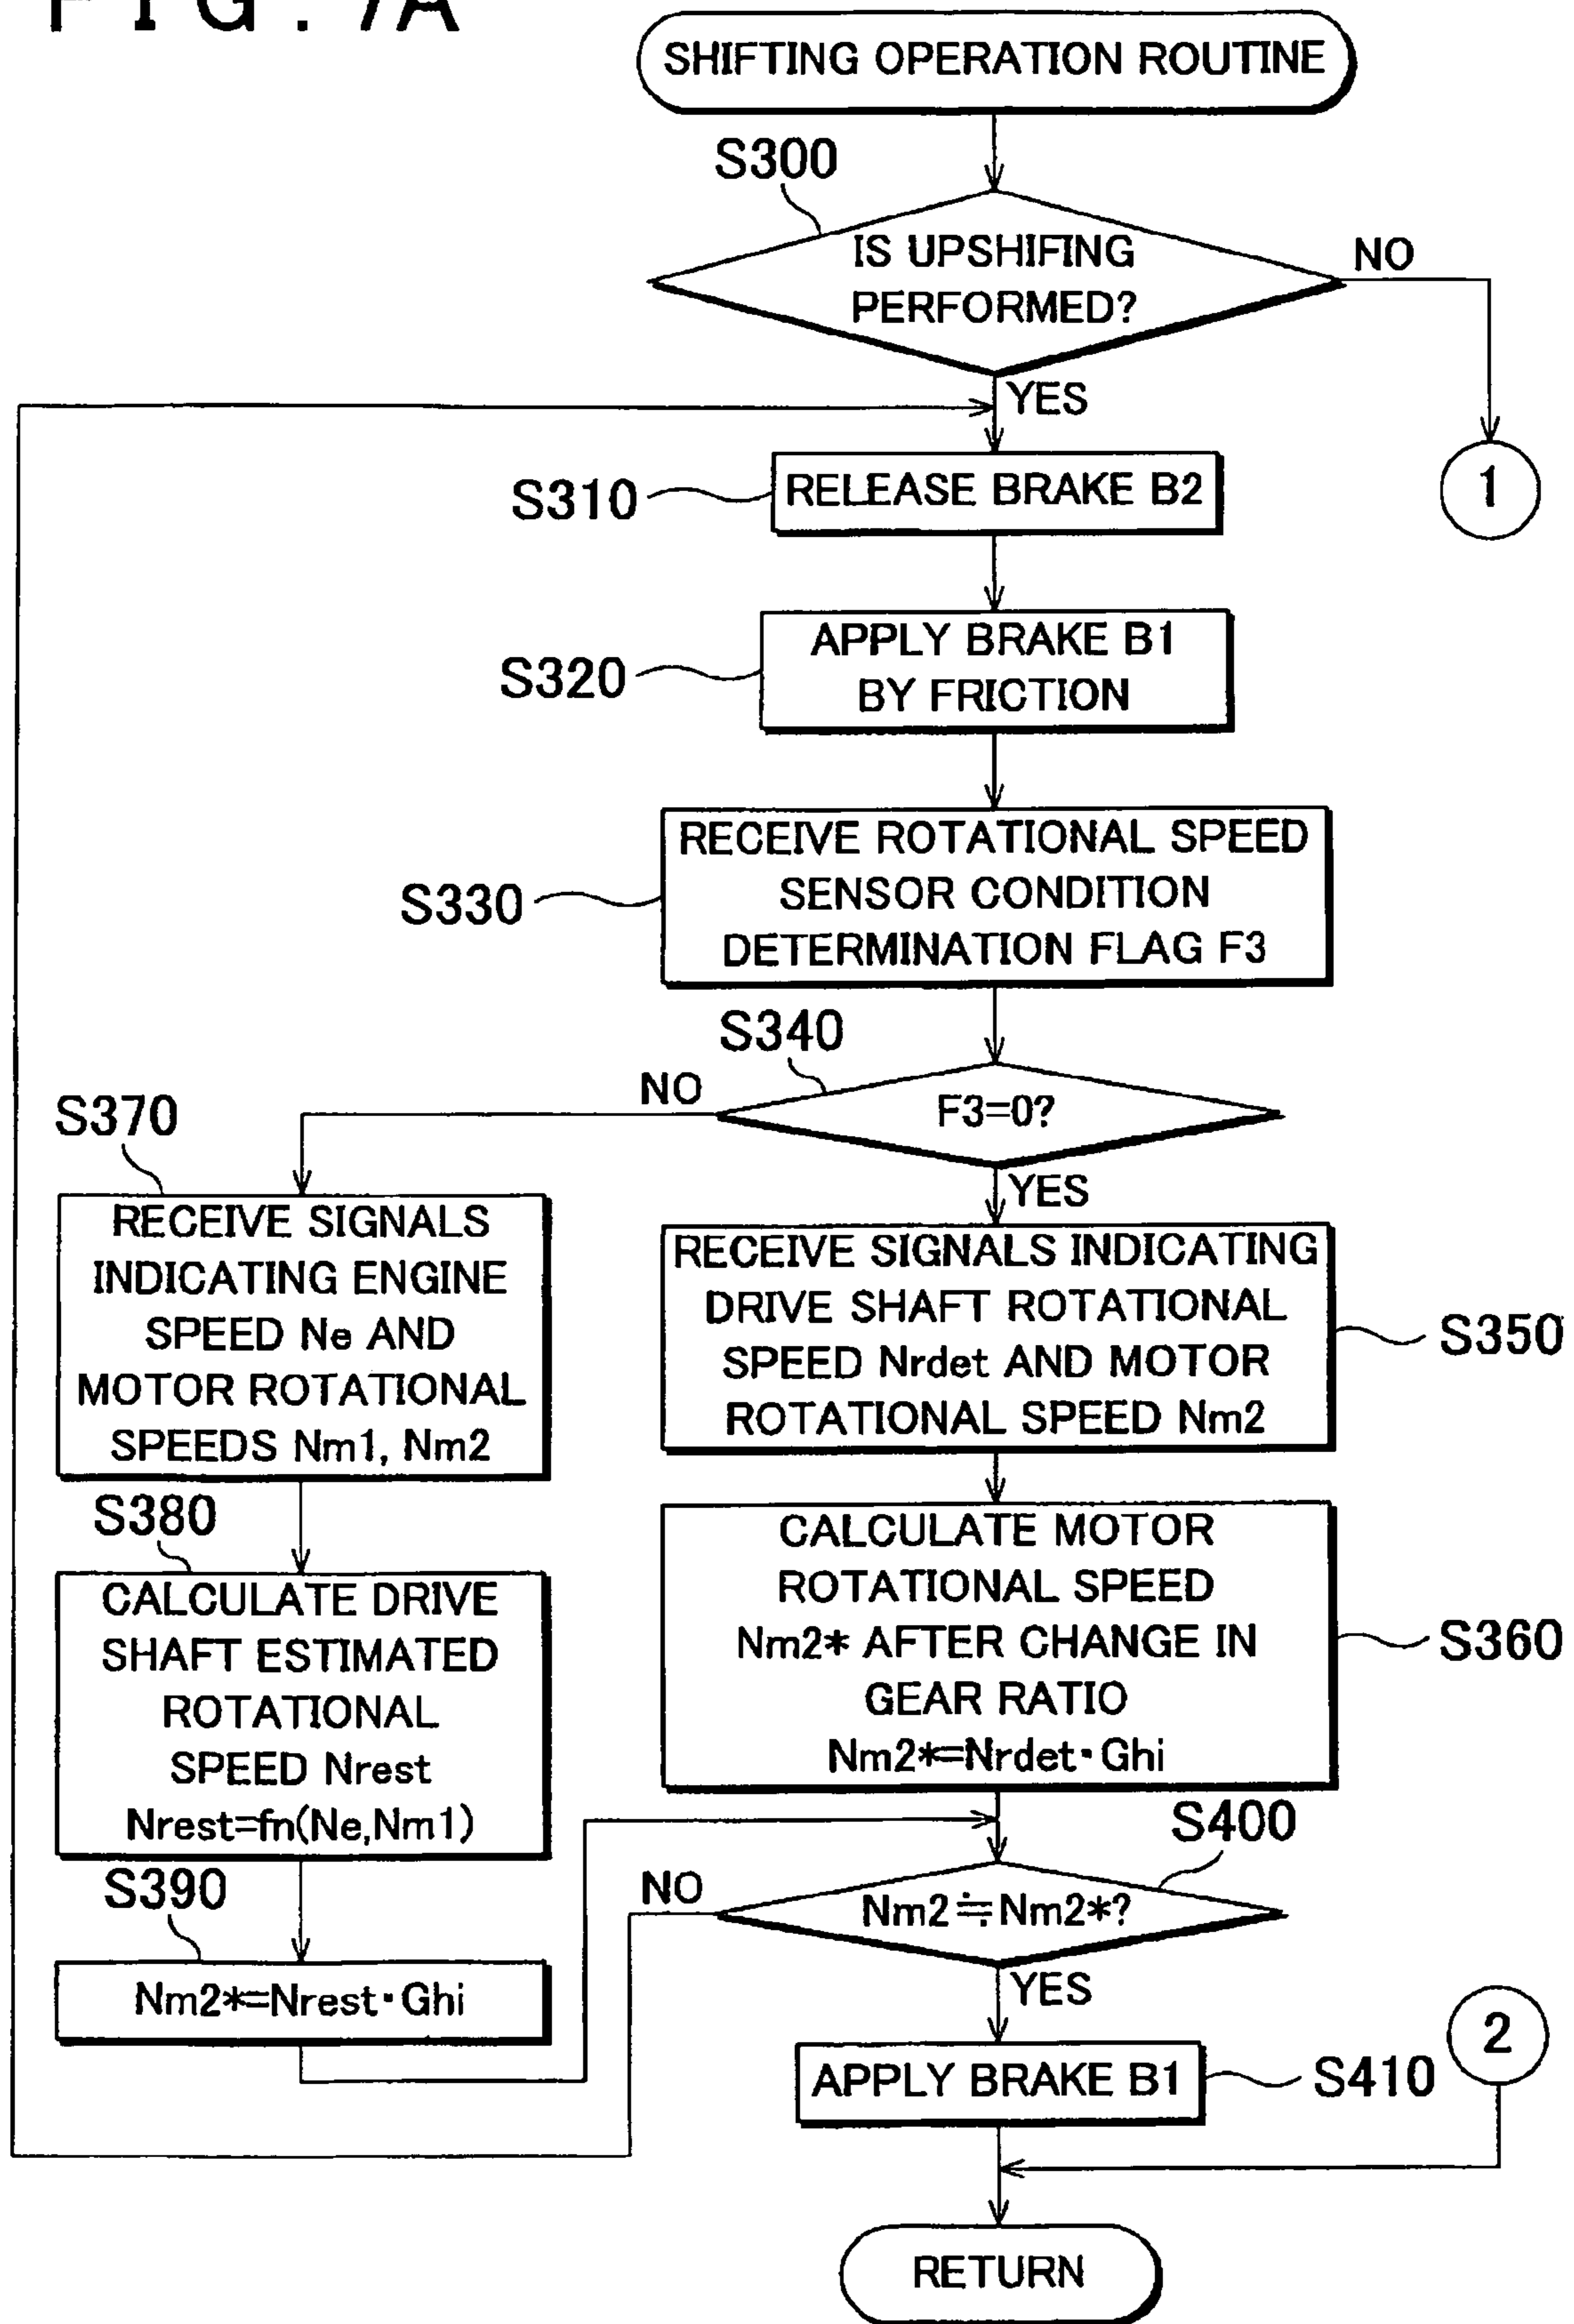 FIG. 7A
SHIFTING OPERATION ROUTINE
S300
IS UPSHIFING
PERFORMED?
NO
YES
1
S310
RELEASE BRAKE B2
S320
APPLY BRAKE B1
BY FRICTION
S330
RECEIVE ROTATIONAL SPEED
SENSOR CONDITION
DETERMINATION FLAG F3
S340
NO
F3=0?
YES
S370
RECEIVE SIGNALS
INDICATING ENGINE
SPEED Ne AND
MOTOR ROTATIONAL
SPEEDS Nm1, Nm2
RECEIVE SIGNALS INDICATING
DRIVE SHAFT ROTATIONAL
SPEED Nrdet AND MOTOR
ROTATIONAL SPEED Nm2
S350
S380
CALCULATE DRIVE
SHAFT ESTIMATED
ROTATIONAL
SPEED Nrest
Nrest=fn(Ne,Nm1)
CALCULATE MOTOR
ROTATIONAL SPEED
Nm2* AFTER CHANGE IN
GEAR RATIO
Nm2*=Nrdet・Ghi
S360
S390
Nm2*=Nrest・Ghi
S400
NO
Nm2≒Nm2*?
YES
APPLY BRAKE B1
S410
2
RETURN